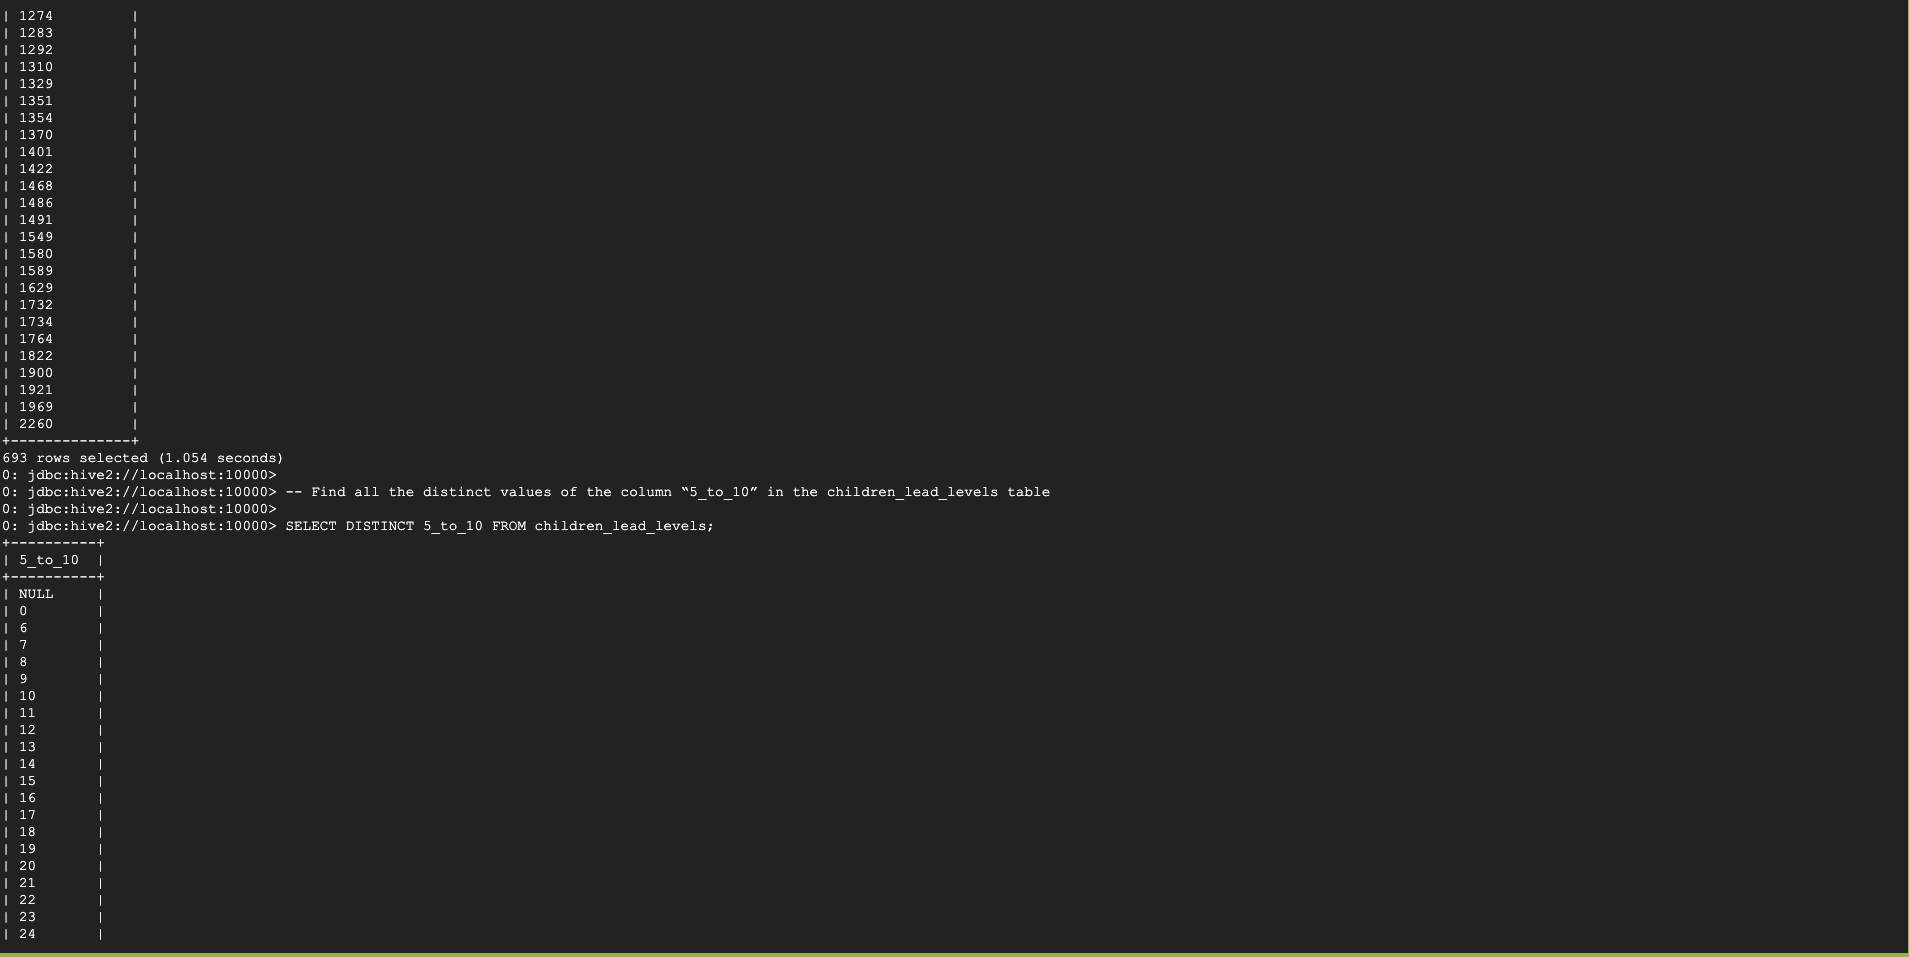 | 1274 |
| 1283 |
| 1292 |
| 1310 |
| 1329 |
| 1351 |
| 1354 |
| 1370 |
| 1401 |
| 1422 |
| 1468 |
| 1486 |
| 1491 |
| 1549 |
| 1580 |
| 1589 |
| 1629 |
| 1732 |
| 1734 |
| 1764 |
| 1822 |
| 1900 |
| 1921 |
| 1969 |
| 2260 |
+--------------+
693 rows selected (1.054 seconds)
0: jdbc:hive2://localhost:10000>
0: jdbc:hive2://localhost:10000> -- Find all the distinct values of the column “5_to_10” in the children_lead_levels table
0: jdbc:hive2://localhost:10000>
0: jdbc:hive2://localhost:10000> SELECT DISTINCT 5_to_10 FROM children_lead_levels;
+----------+
| 5_to_10 |
+----------+
| NULL |
| 0 |
| 6 |
| 7 |
| 8 |
| 9 |
| 10 |
| 11 |
| 12 |
| 13 |
| 14 |
| 15 |
| 16 |
| 17 |
| 18 |
| 19 |
| 20 |
| 21 |
| 22 |
| 23 |
| 24 |